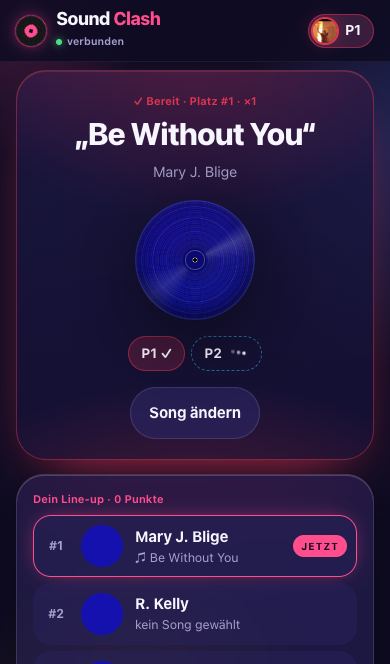 Sound Clash
verbunden
P1
✓ Bereit · Platz #1 · ×1
„Be Without You“
Mary J. Blige
P1 ✓
P2
Song ändern
Dein Line-up · 0 Punkte
#1
Mary J. Blige
♫ Be Without You
JETZT
#2
R. Kelly
kein Song gewählt